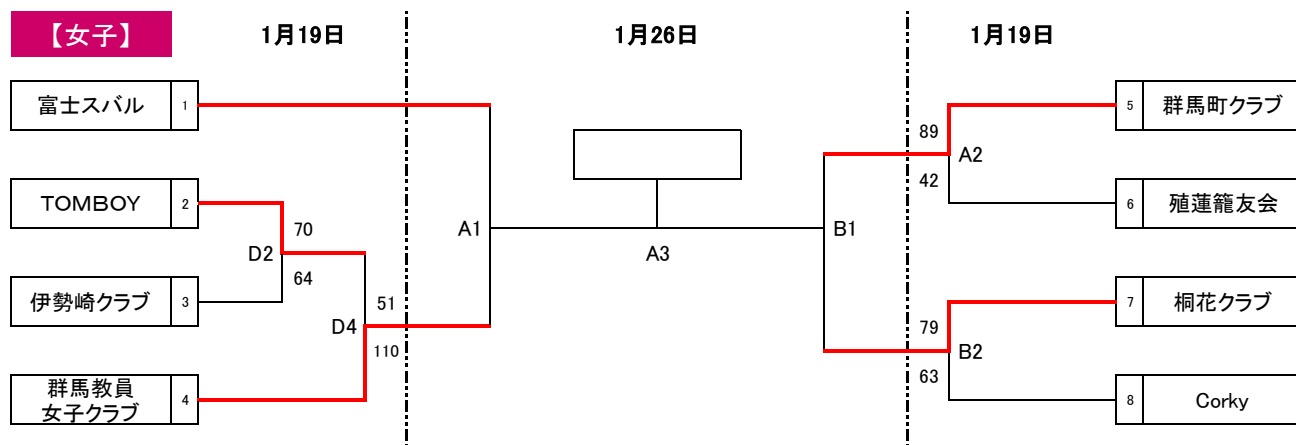 【女子】
1月19日
1月26日
1月19日
富士スバル
1
TOMBOY
2
伊勢崎クラブ
3
群馬教員
女子クラブ
4
D2
70
64
D4
51
110
A1
A3
B1
89
A2
42
79
B2
63
5
群馬町クラブ
6
殖蓮籠友会
7
桐花クラブ
8
Corky